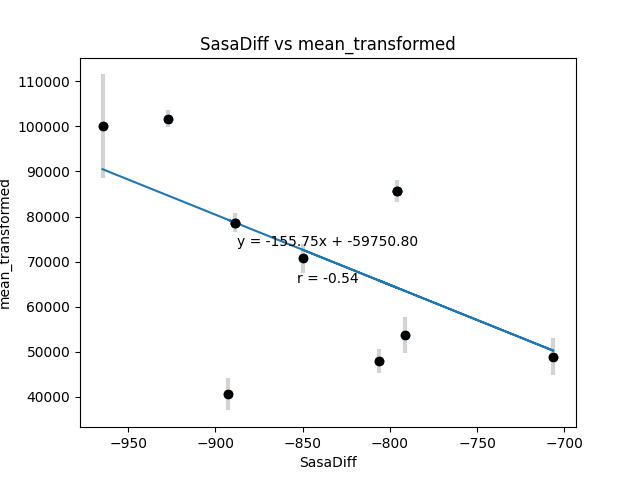 SasaDiff vs mean_transformed
110000
100000
90000
80000
70000
60000
50000
40000
mean_transformed
y = -155.75x + -59750.80
r = -0.54
−950
−900
−850
−800
−750
−700
SasaDiff